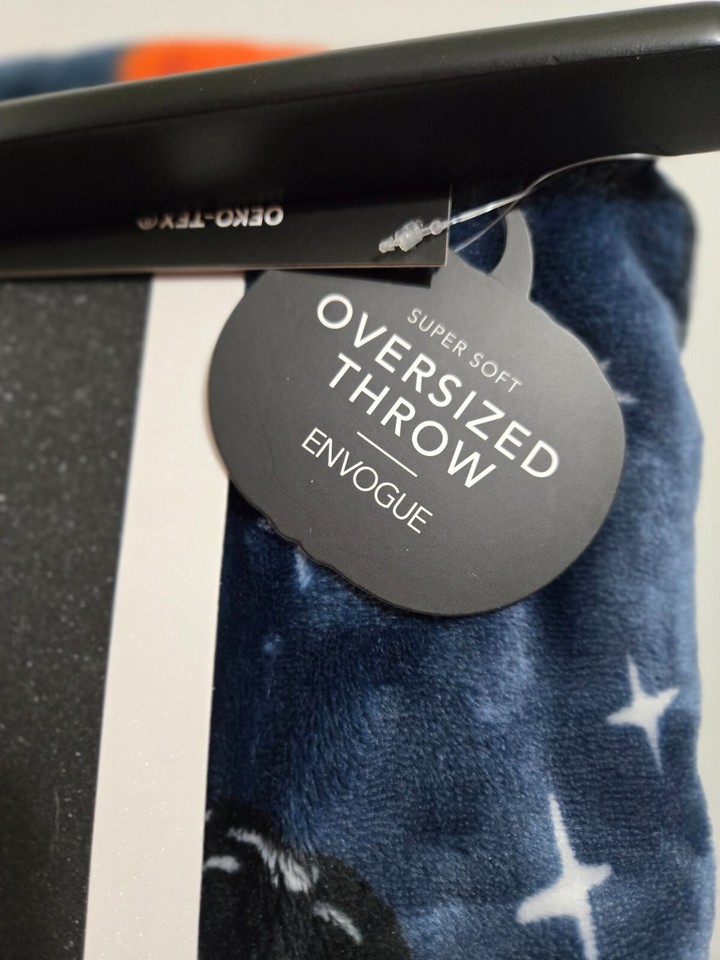 OEKO-TEX®
SUPER SOFT
OVERSIZED
THROW
ENVOGUE